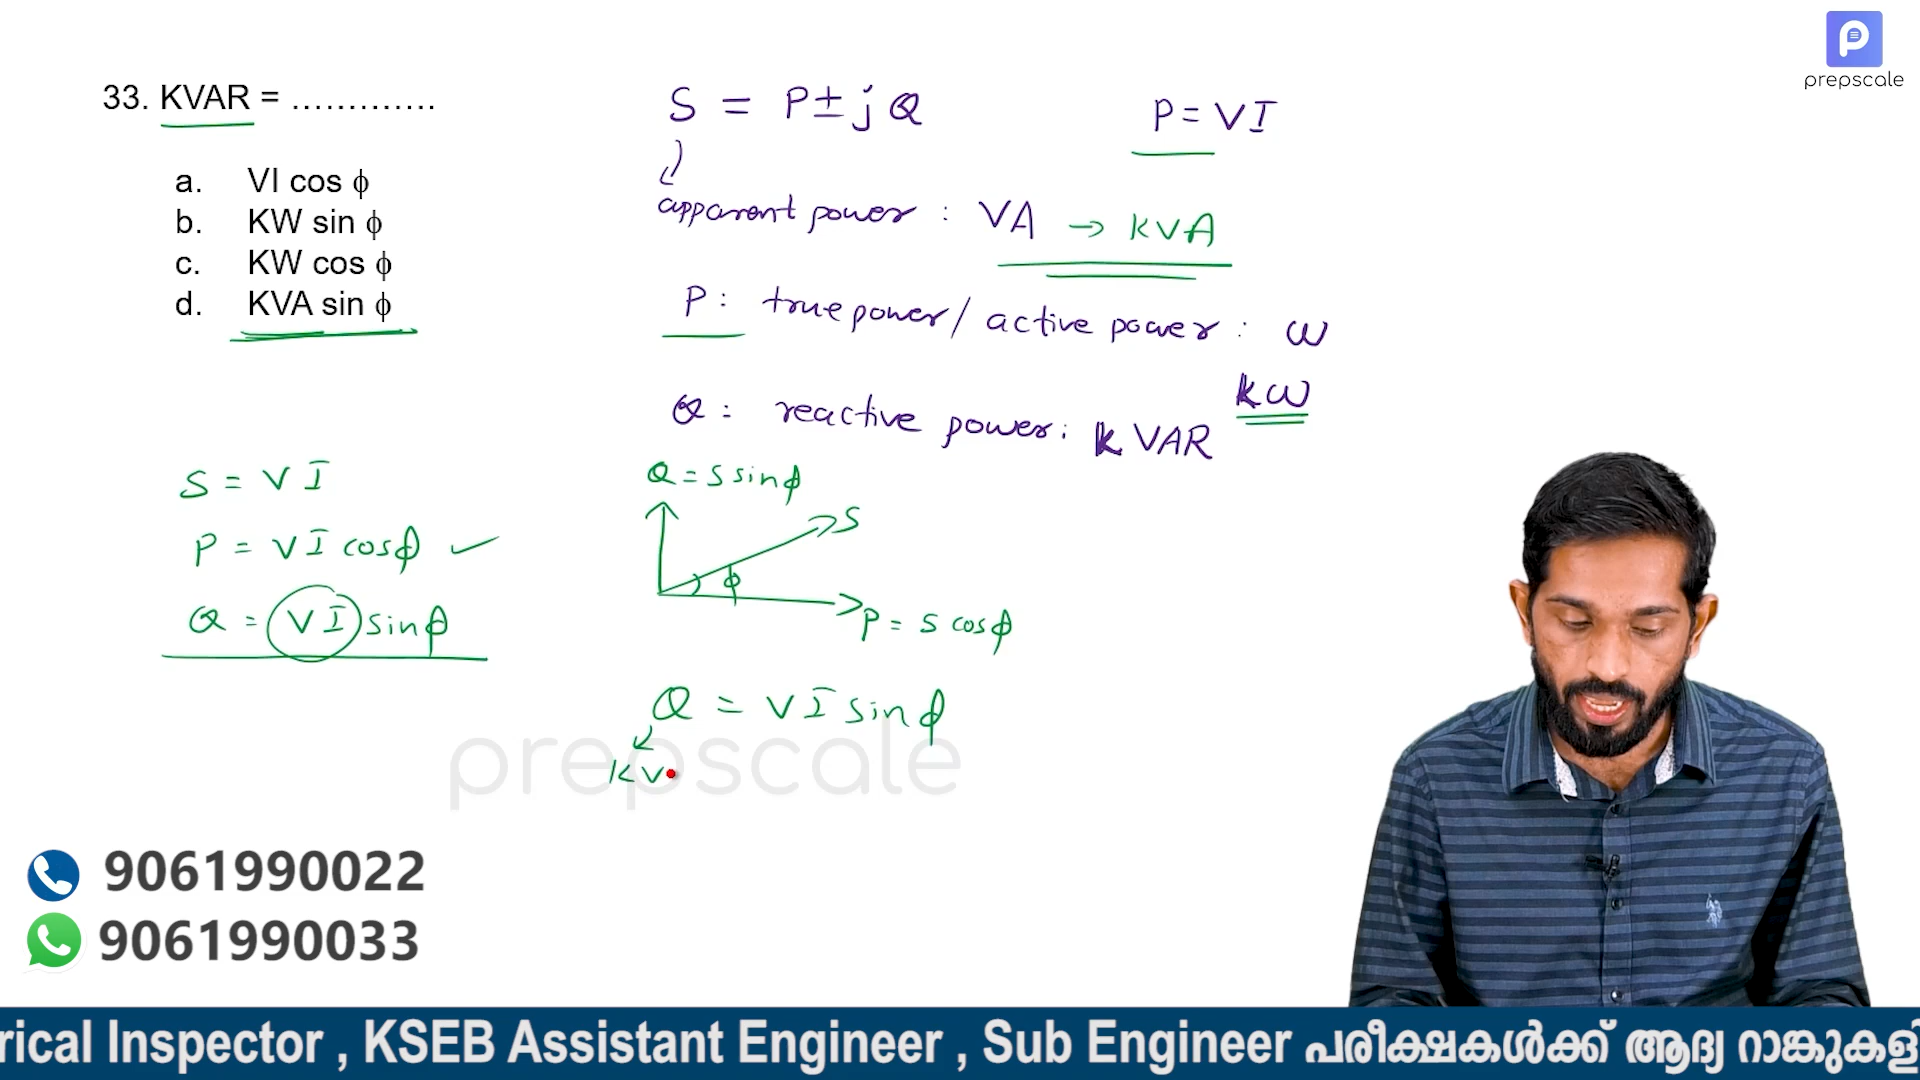 prepscale
33. KVAR = .............
a. VI cos ϕ
b. KW sin ϕ
c. KW cos ϕ
d. KVA sin ϕ
S = P ± j Q
P = VI
apparent power : VA → KVA
P : true power / active power : W
KW
Q : reactive power : KVAR
S = VI
P = VI cosϕ ✓
Q = VI sinϕ
Q = S sinϕ
S
ϕ
P = S cosϕ
Q = VI sinϕ
KV
prepscale
9061990022
9061990033
rical Inspector , KSEB Assistant Engineer , Sub Engineer പരീക്ഷകൾക്ക് ആദ്യ റാങ്കുകളി